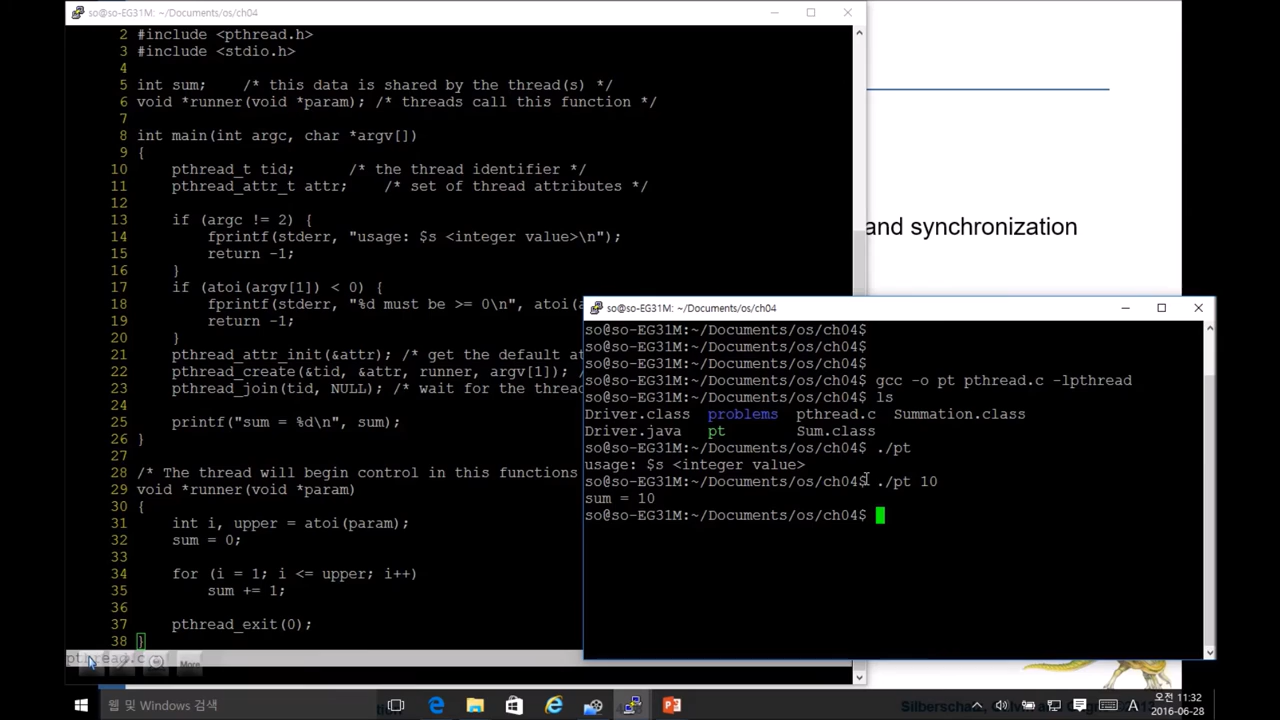 so@so-EG31M: ~/Documents/os/ch04
2 #include <pthread.h>
3 #include <stdio.h>
4
5 int sum;    /* this data is shared by the thread(s) */
6 void *runner(void *param); /* threads call this function */
7
8 int main(int argc, char *argv[])
9 {
10     pthread_t tid;      /* the thread identifier */
11     pthread_attr_t attr;    /* set of thread attributes */
12
13     if (argc != 2) {
14         fprintf(stderr, "usage: $s <integer value>\n");
15         return -1;
16     }
17     if (atoi(argv[1]) < 0) {
18         fprintf(stderr, "%d must be >= 0\n", atoi(a
19         return -1;
20     }
21     pthread_attr_init(&attr); /* get the default at
22     pthread_create(&tid, &attr, runner, argv[1]); /
23     pthread_join(tid, NULL); /* wait for the threa
24
25     printf("sum = %d\n", sum);
26 }
27
28 /* The thread will begin control in this functions
29 void *runner(void *param)
30 {
31     int i, upper = atoi(param);
32     sum = 0;
33
34     for (i = 1; i <= upper; i++)
35         sum += 1;
36
37     pthread_exit(0);
38 }
pthread.c
More
and synchronization
so@so-EG31M: ~/Documents/os/ch04
so@so-EG31M:~/Documents/os/ch04$
so@so-EG31M:~/Documents/os/ch04$
so@so-EG31M:~/Documents/os/ch04$
so@so-EG31M:~/Documents/os/ch04$ gcc -o pt pthread.c -lpthread
so@so-EG31M:~/Documents/os/ch04$ ls
Driver.class  problems  pthread.c  Summation.class
Driver.java   pt        Sum.class
so@so-EG31M:~/Documents/os/ch04$ ./pt
usage: $s <integer value>
so@so-EG31M:~/Documents/os/ch04$ ./pt 10
sum = 10
so@so-EG31M:~/Documents/os/ch04$
웹 및 Windows 검색
A
오전 11:32
2016-06-28